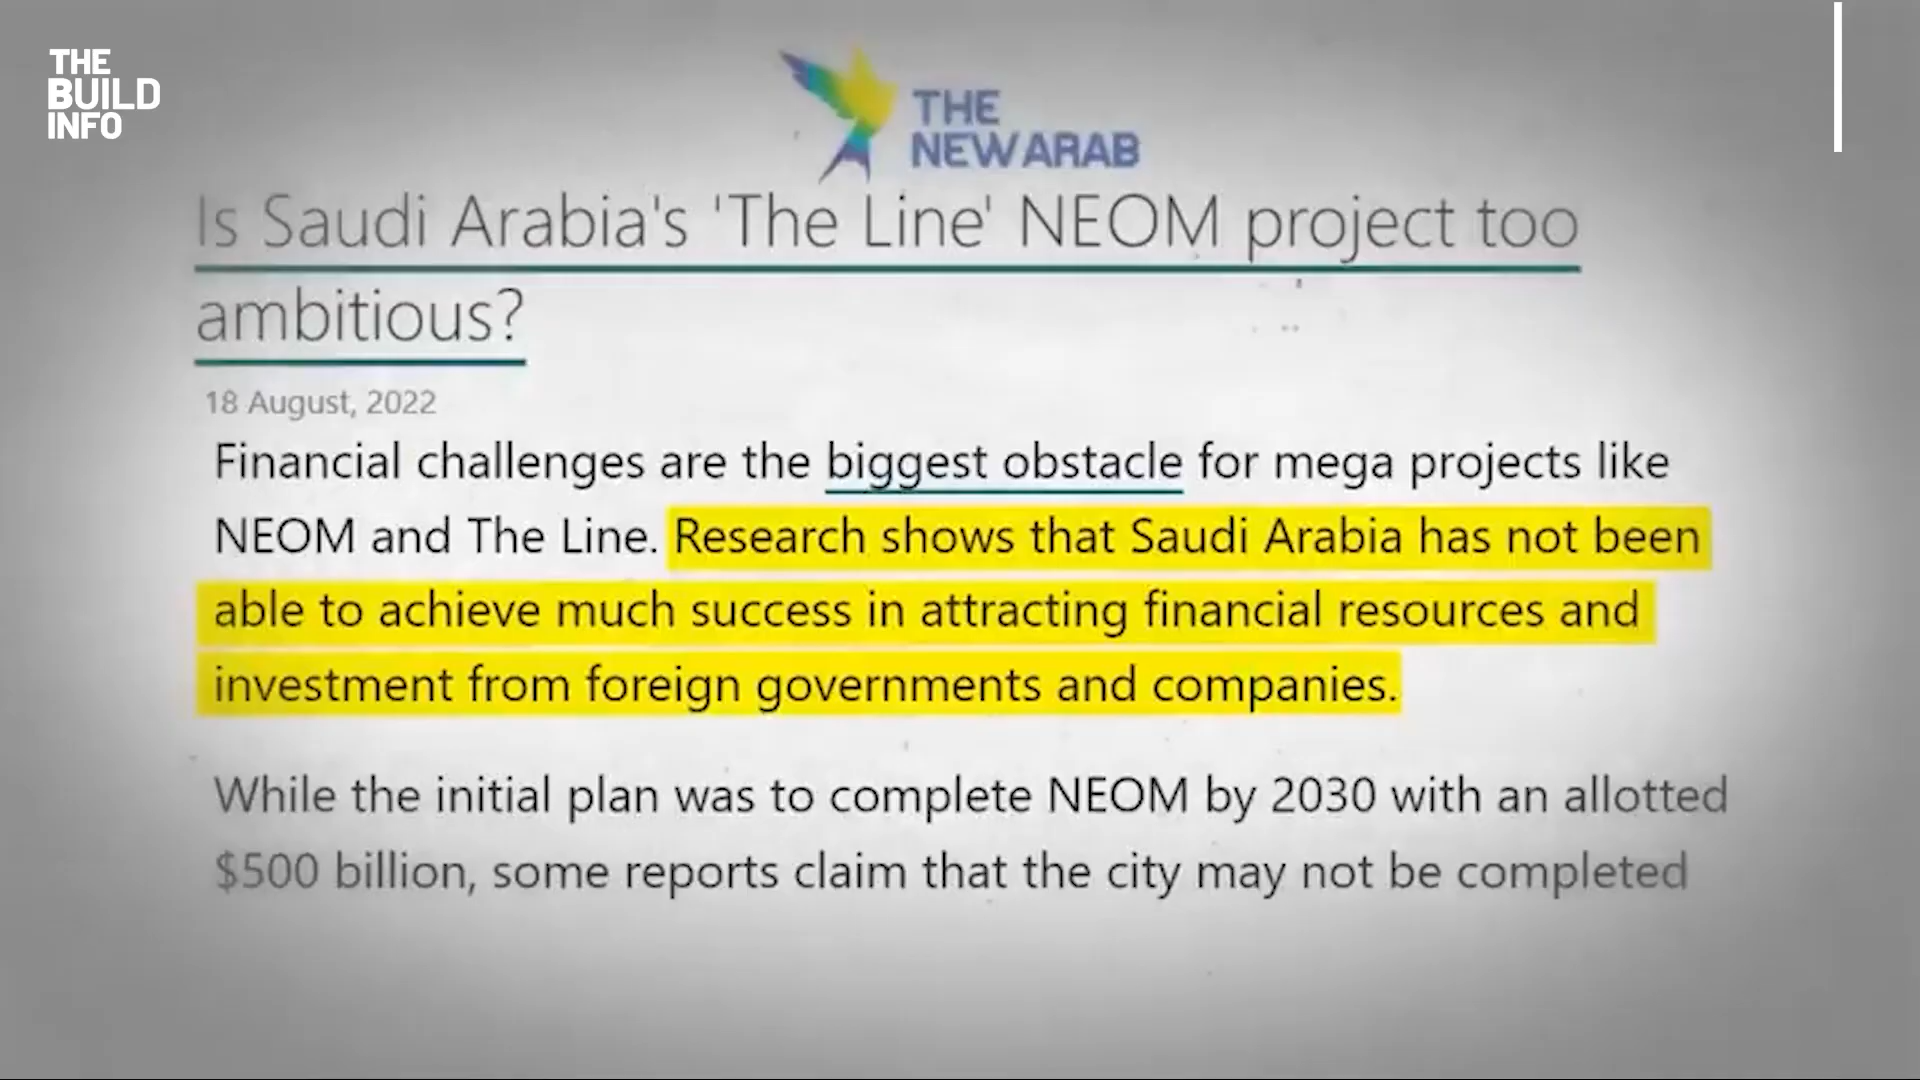 THE
BUILD
INFO
THE
NEW ARAB
Is Saudi Arabia's 'The Line' NEOM project too
ambitious?
18 August, 2022
Financial challenges are the biggest obstacle for mega projects like
NEOM and The Line. Research shows that Saudi Arabia has not been
able to achieve much success in attracting financial resources and
investment from foreign governments and companies.
While the initial plan was to complete NEOM by 2030 with an allotted
$500 billion, some reports claim that the city may not be completed